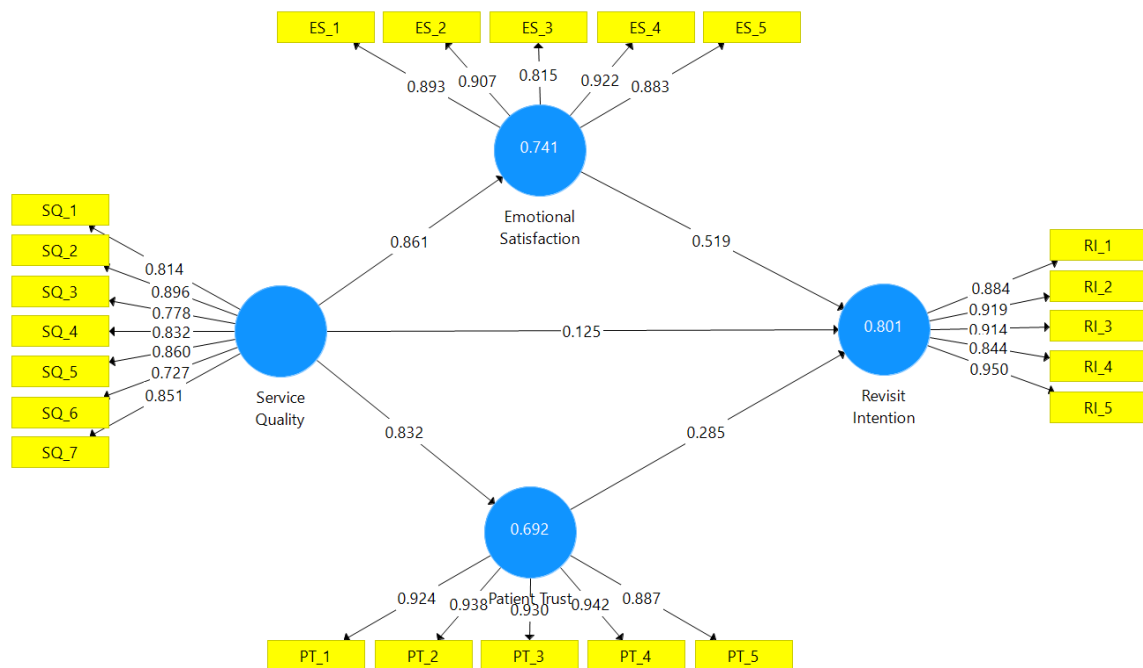 ES_1 ES_2 ES_3 ES_4 ES_5
0.893 0.907 0.815 0.922 0.883
0.741
Emotional
Satisfaction
SQ_1
SQ_2
SQ_3
SQ_4
SQ_5
SQ_6
SQ_7
0.814
0.896
0.778
0.832
0.860
0.727
0.851
Service
Quality
0.861
0.519
0.125
0.832
0.285
0.801
Revisit
Intention
0.884
0.919
0.914
0.844
0.950
RI_1
RI_2
RI_3
RI_4
RI_5
0.692
Patient Trust
0.924 0.938 0.930 0.942 0.887
PT_1 PT_2 PT_3 PT_4 PT_5